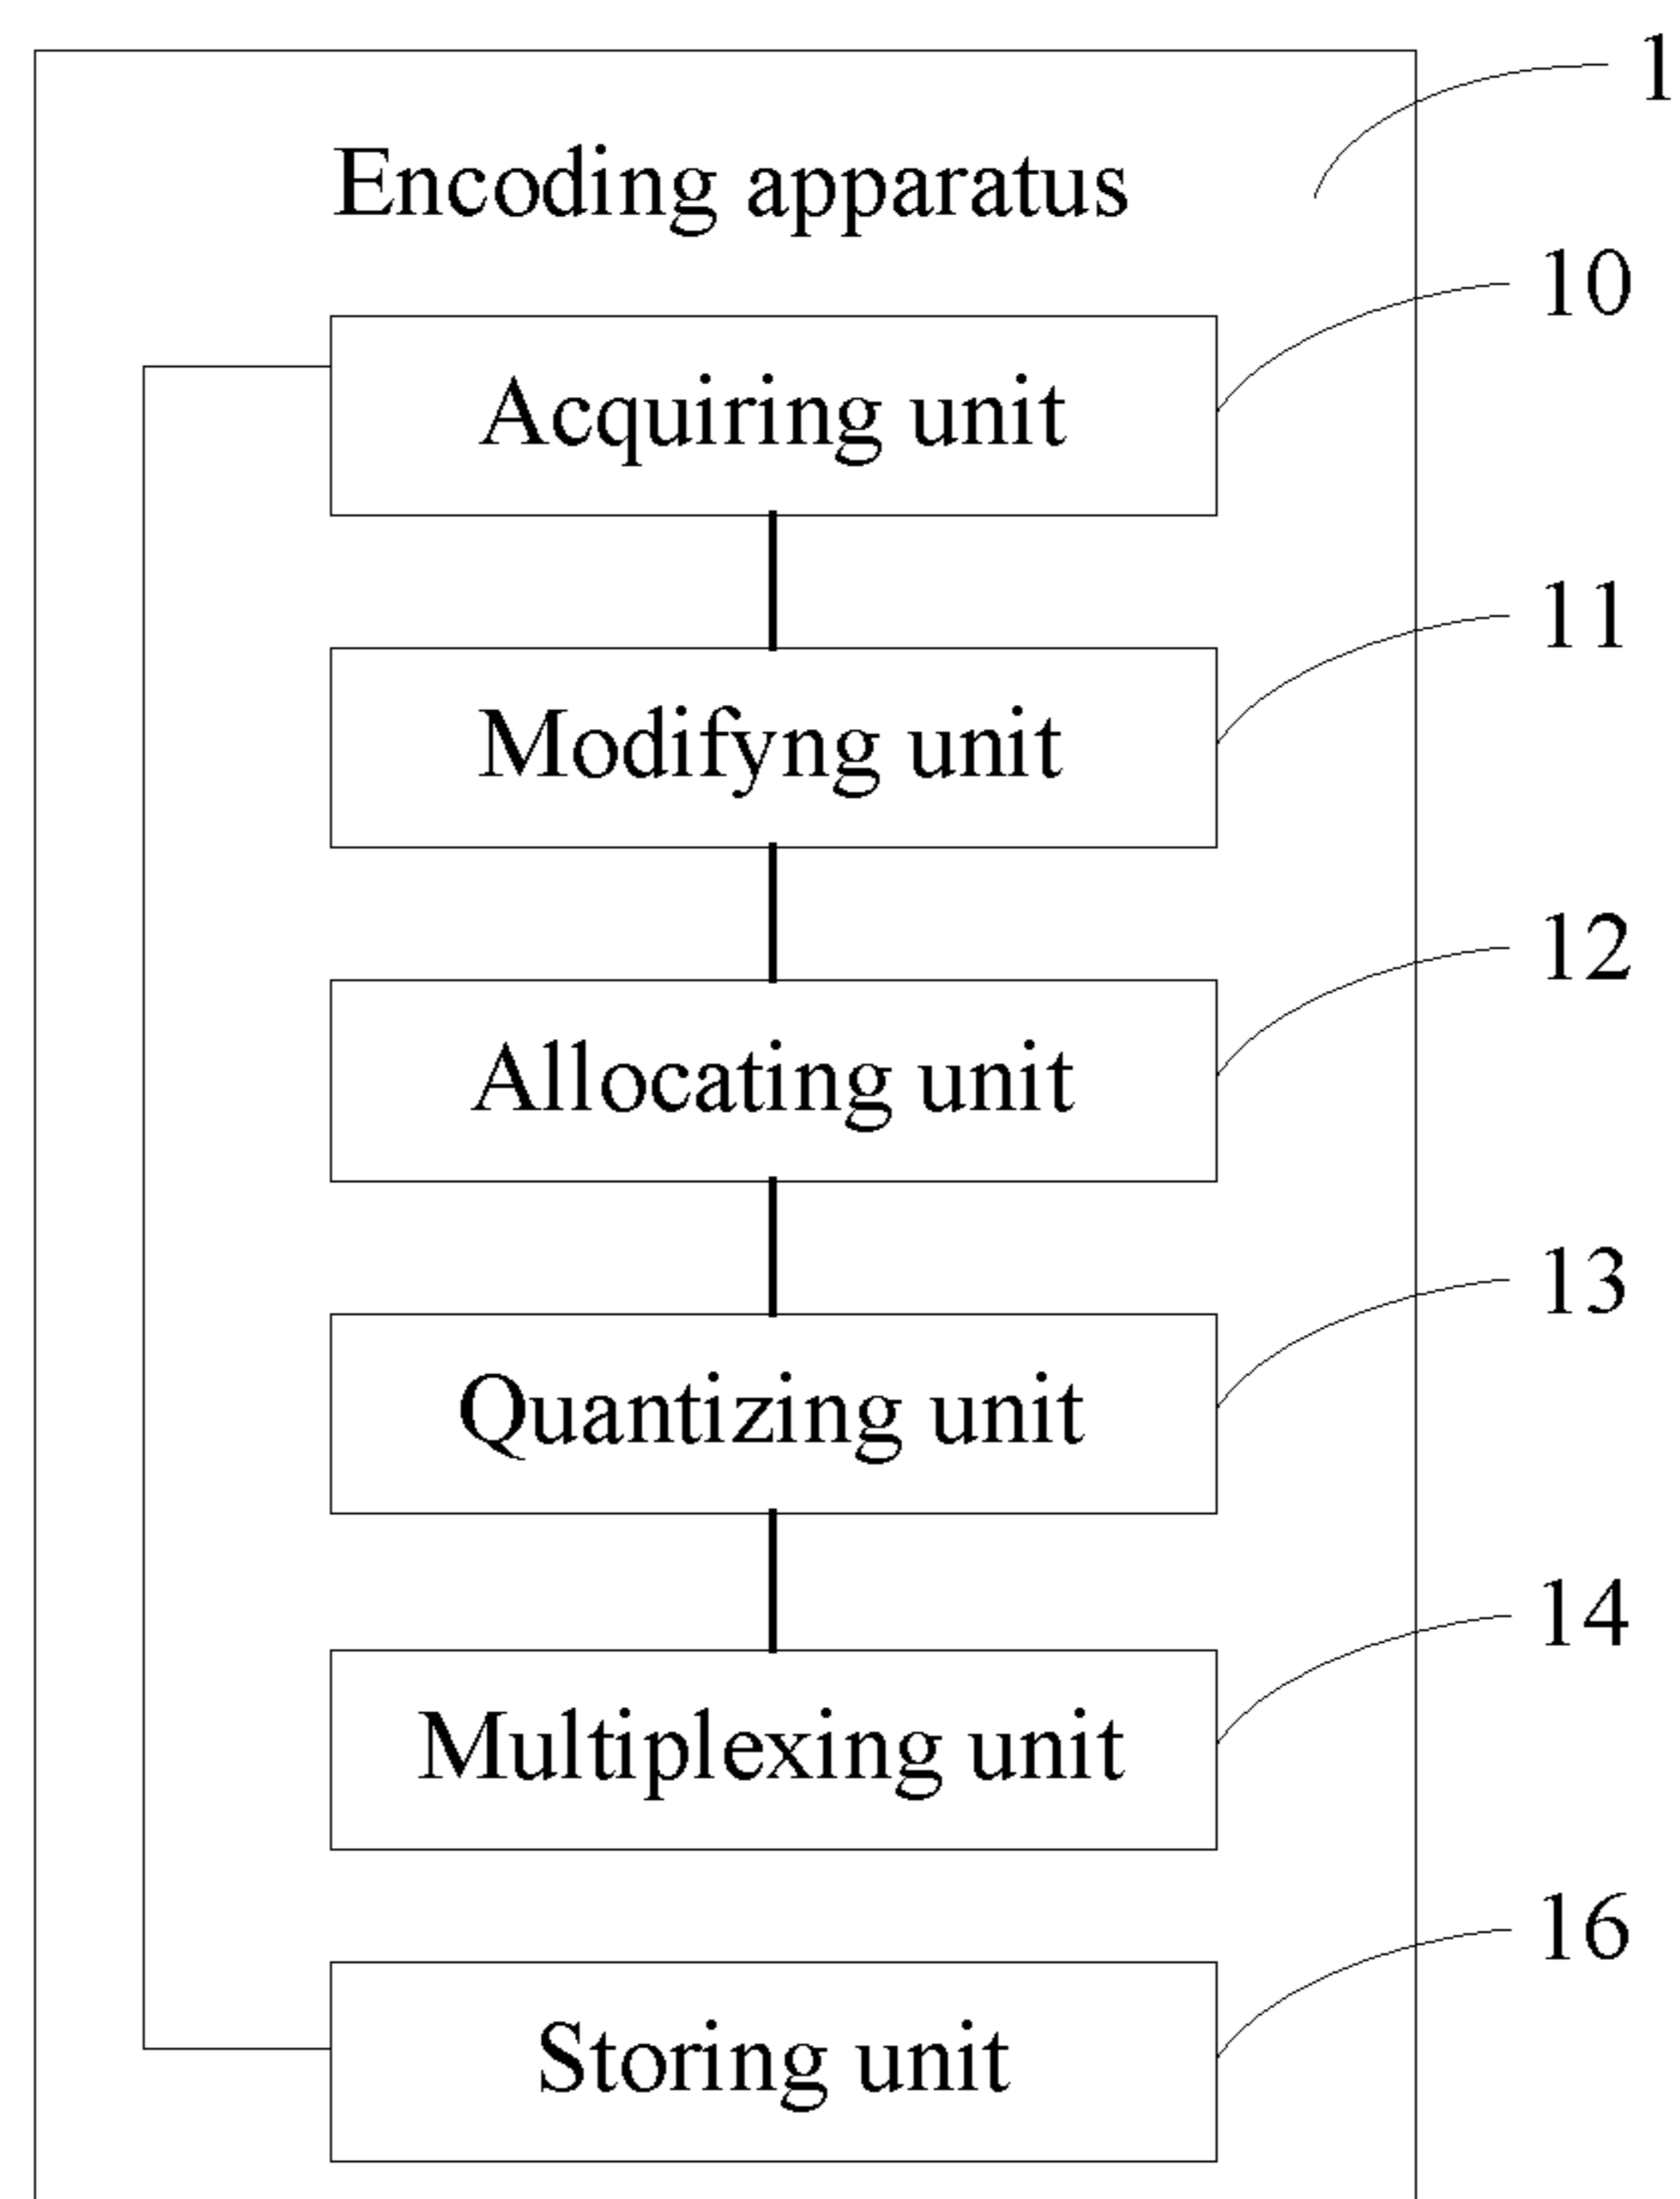 1
Encoding apparatus
10
Acquiring unit
11
Modifyng unit
12
Allocating unit
13
Quantizing unit
14
Multiplexing unit
16
Storing unit